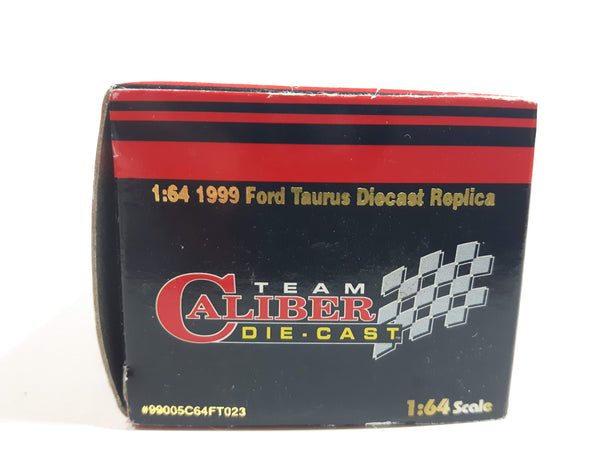 1:64 1999 Ford Taurus Diecast Replica
TEAM
CALIBER
DIE-CAST
#99005C64FT023
1:64 Scale